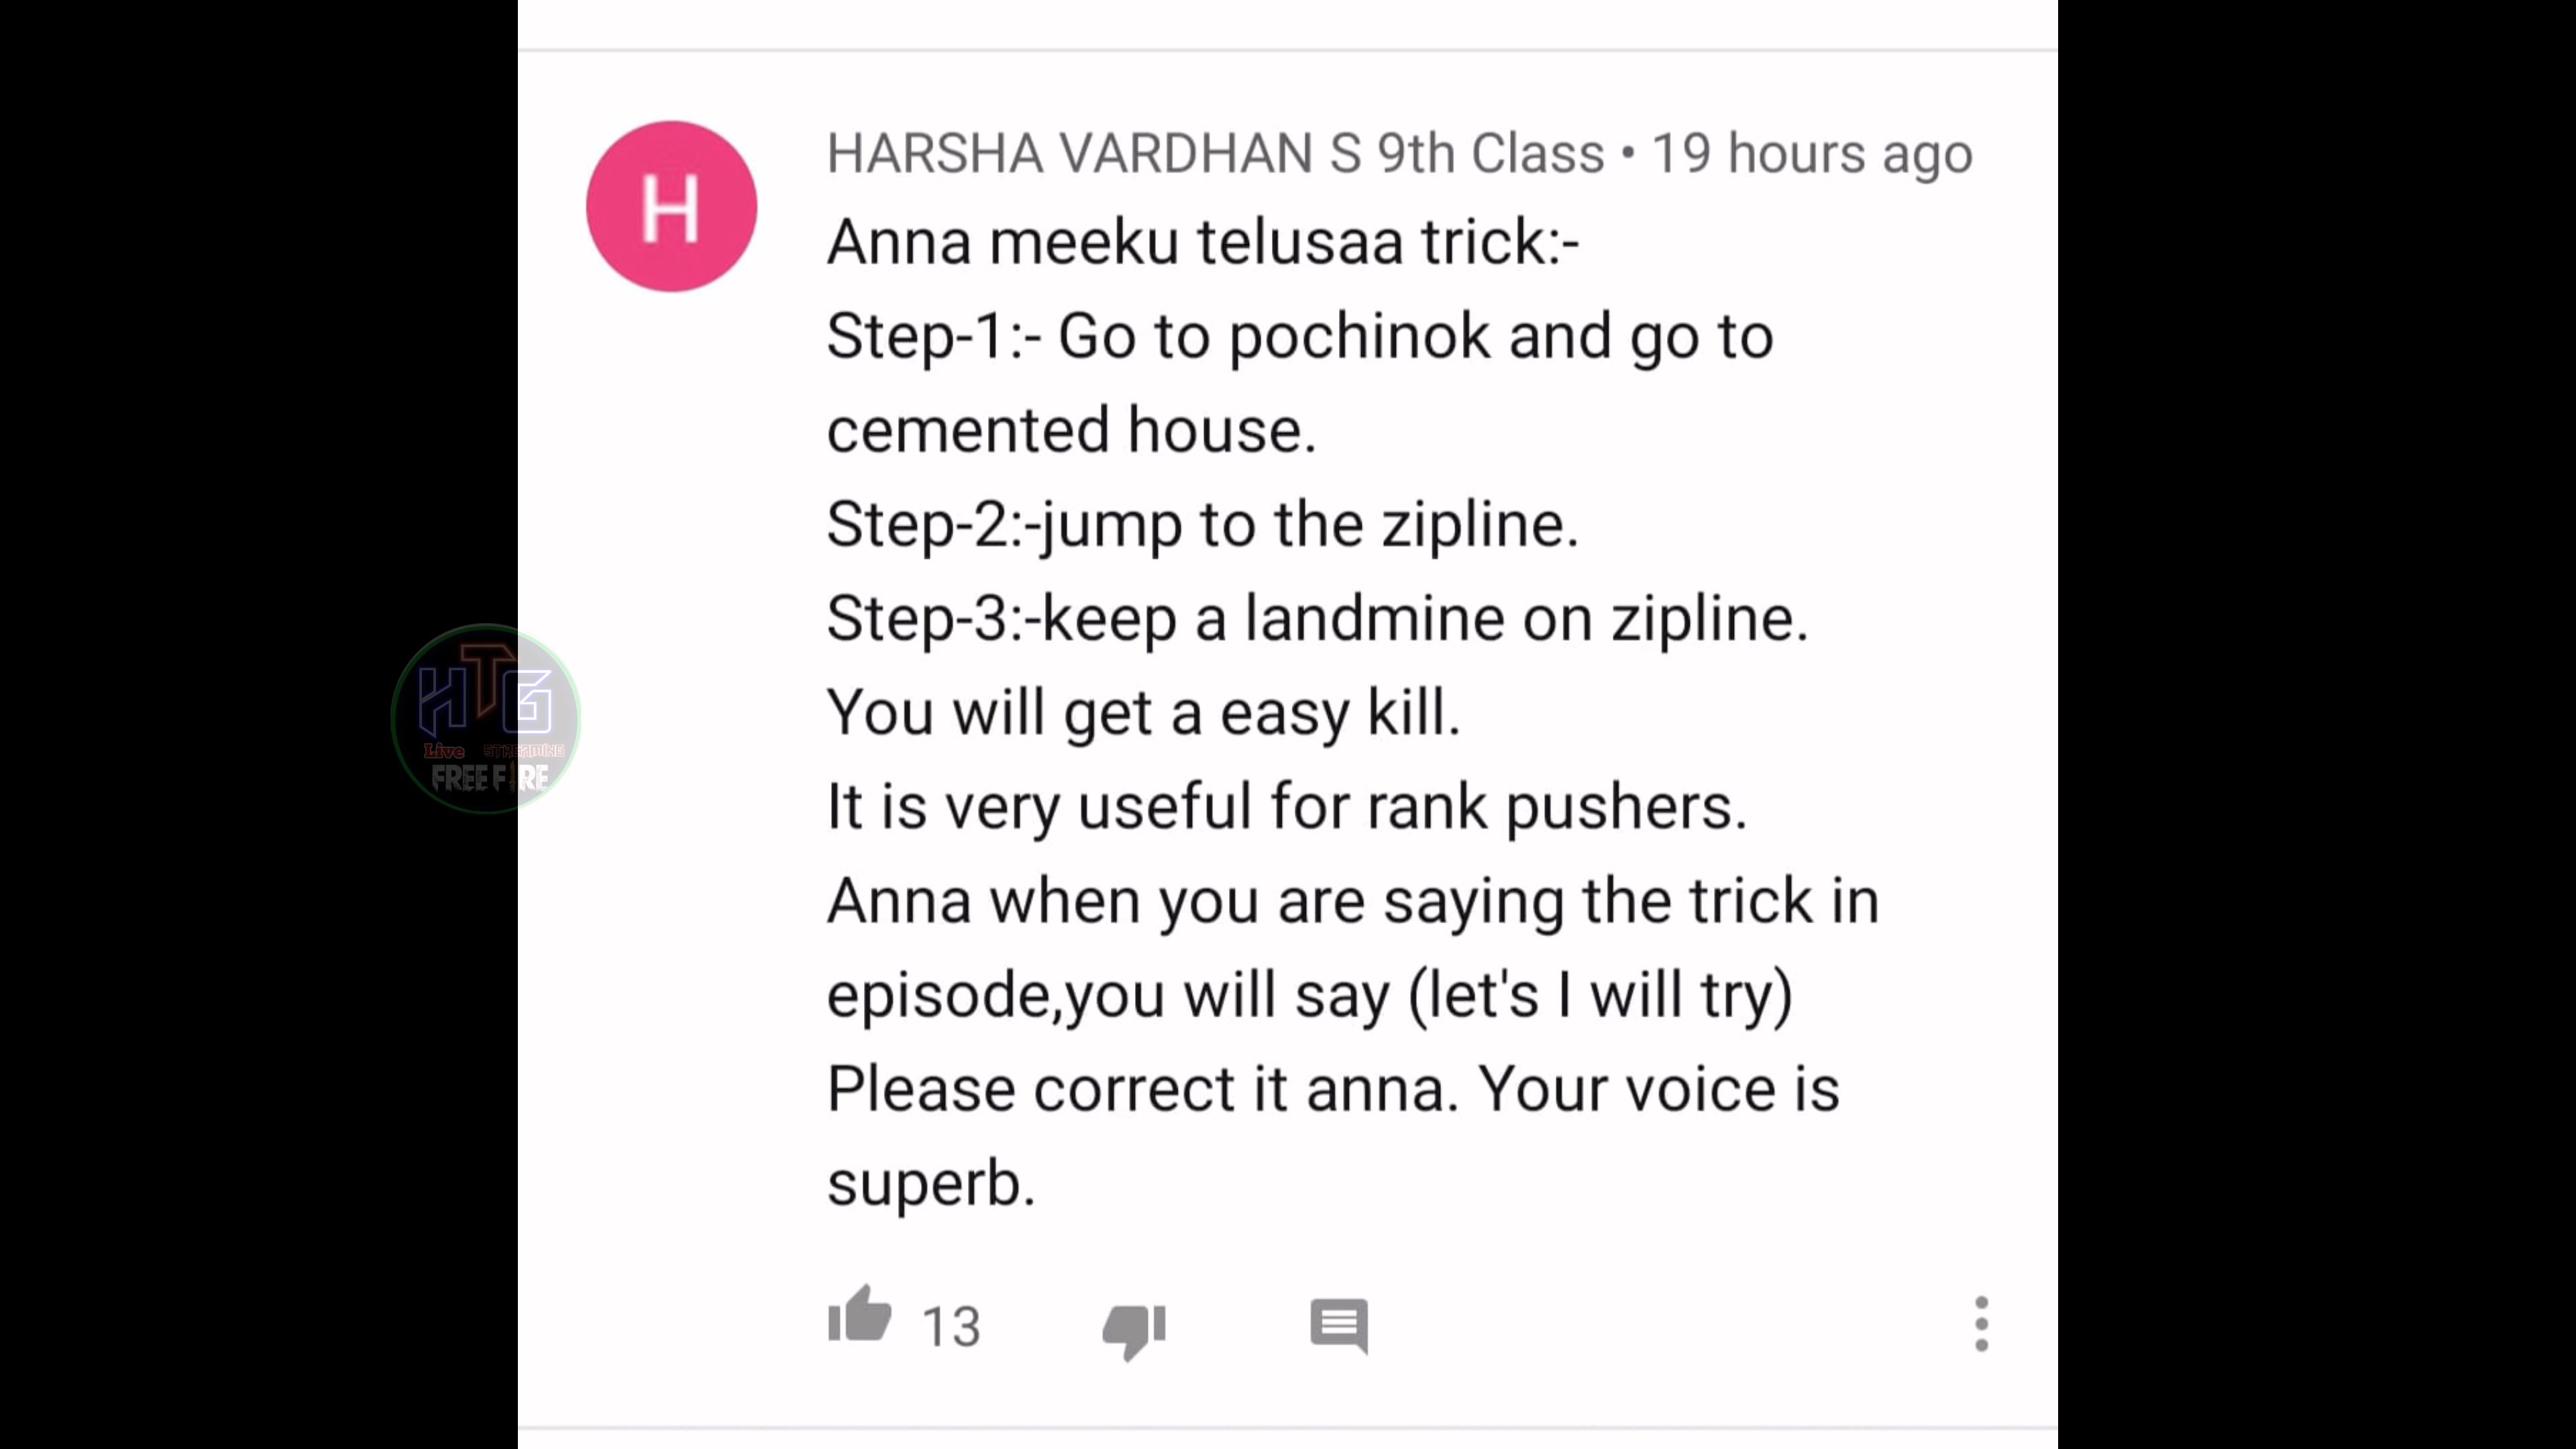 H
HARSHA VARDHAN S 9th Class • 19 hours ago
Anna meeku telusaa trick:-
Step-1:- Go to pochinok and go to
cemented house.
Step-2:-jump to the zipline.
Step-3:-keep a landmine on zipline.
You will get a easy kill.
It is very useful for rank pushers.
Anna when you are saying the trick in
episode,you will say (let's I will try)
Please correct it anna. Your voice is
superb.
13
HTG
Live STREAMING
FREE FIRE